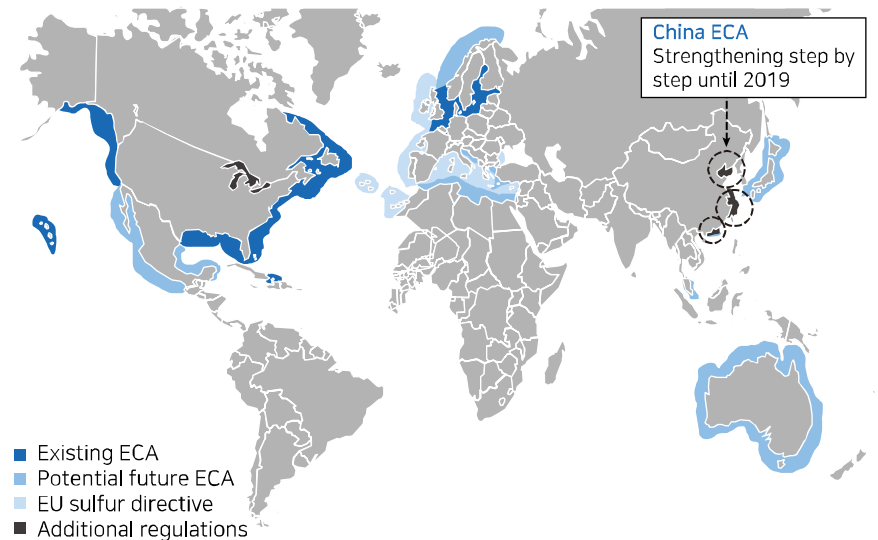 China ECA
Strengthening step by
step until 2019
Existing ECA
Potential future ECA
EU sulfur directive
Additional regulations